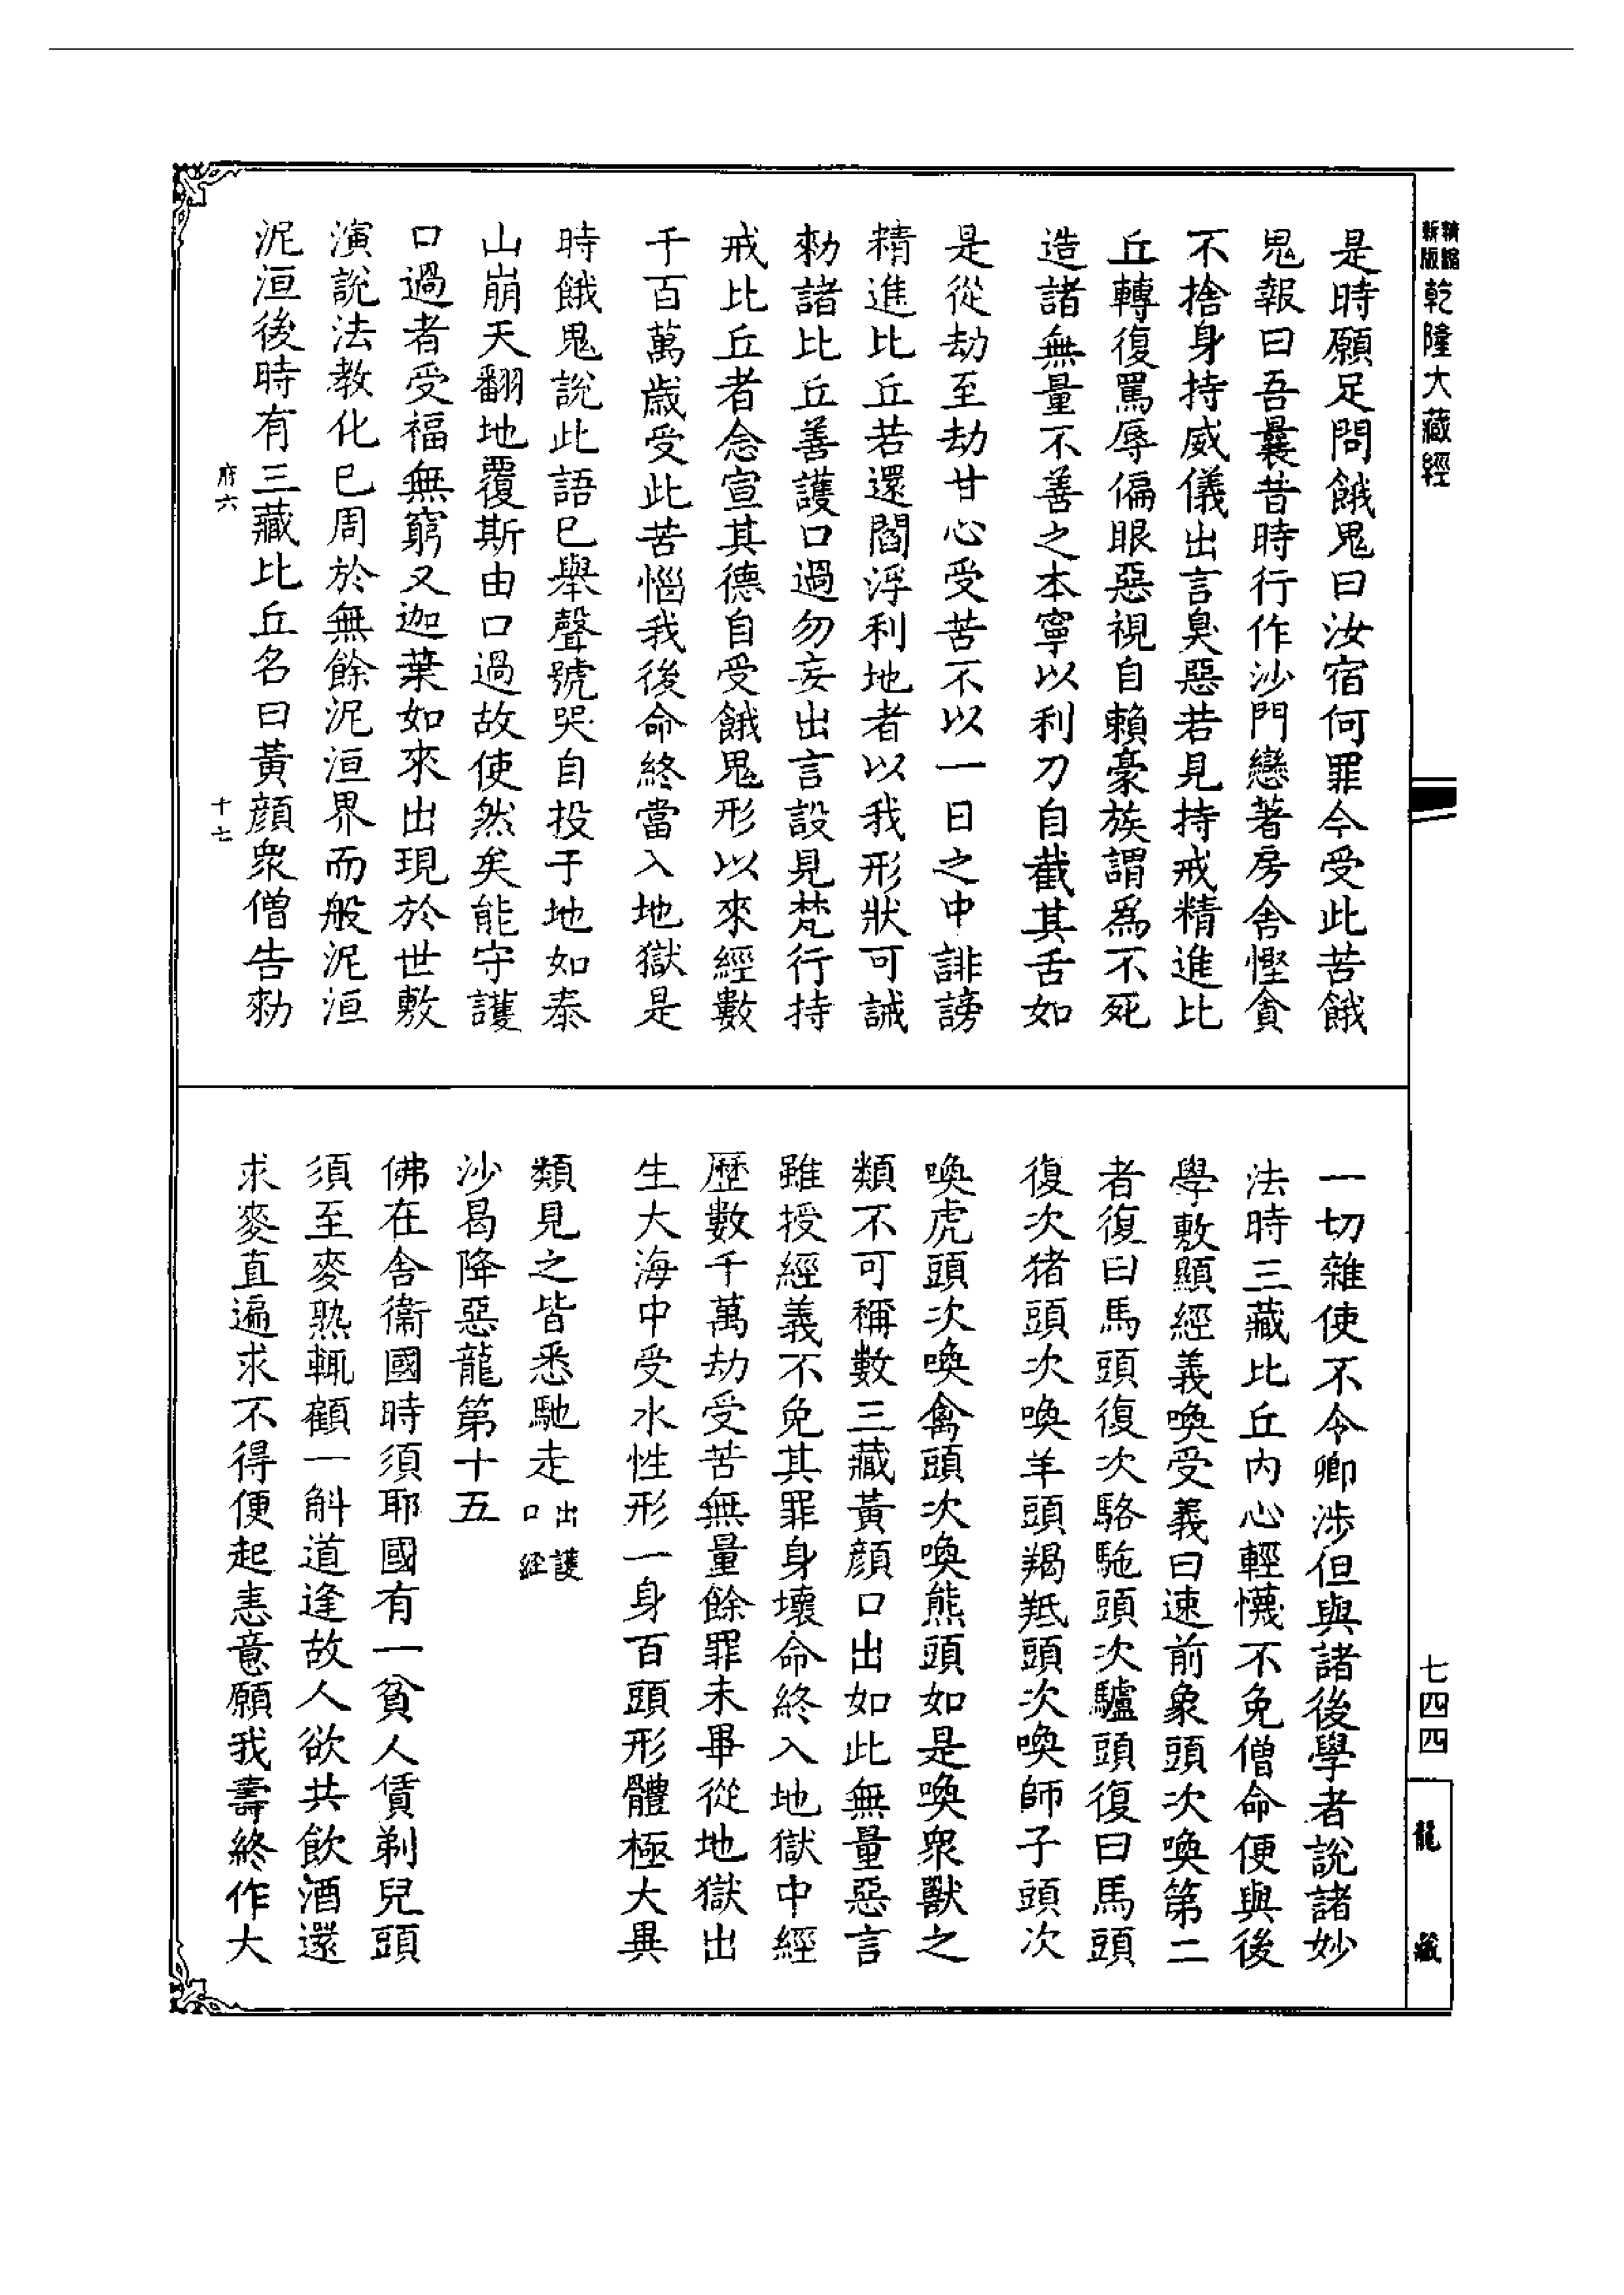 新版精縮乾隆大藏經
是時願足問餓鬼曰汝宿何罪今受此苦餓
鬼報曰吾曩昔時行作沙門戀著房舍慳貪
不捨身持威儀出言臭惡若見持戒精進比
丘轉復罵辱偏眼惡視自賴豪族謂為不死
造諸無量不善之本寧以利刀自截其舌如
是從劫至劫甘心受苦不以一日之中誹謗
精進比丘若還閻浮利地者以我形狀可誡
勑諸比丘善護口過勿妄出言設見梵行持
戒比丘者念宣其德自受餓鬼形以來經數
千百萬歲受此苦惱我後命終當入地獄是
時餓鬼說此語已舉聲號哭自投于地如泰
山崩天翻地覆斯由口過故使然矣能守護
口過者受福無窮又迦葉如來出現於世敷
演說法教化已周於無餘泥洹界而般泥洹
泥洹後時有三藏比丘名曰黃顏眾僧告勑
府六
十七
一切雜使不令卿涉但與諸後學者說諸妙
法時三藏比丘內心輕懱不免僧命便與後
學敷顯經義喚受義曰速前象頭次喚第二
者復曰馬頭復次駱駞頭次驢頭復曰馬頭
復次猪頭次喚羊頭羯羝頭次喚師子頭次
喚虎頭次喚禽頭次喚熊頭如是喚眾獸之
類不可稱數三藏黃顏口出如此無量惡言
雖授經義不免其罪身壞命終入地獄中經
歷數千萬劫受苦無量餘罪未畢從地獄出
生大海中受水性形一身百頭形體極大異
類見之皆悉馳走出護口經
沙曷降惡龍第十五
佛在舍衞國時須耶國有一貧人賃剃兒頭
須至麥熟輒顧一斛道逢故人欲共飲酒還
求麥直遍求不得便起恚意願我壽終作大
七四四
龍藏